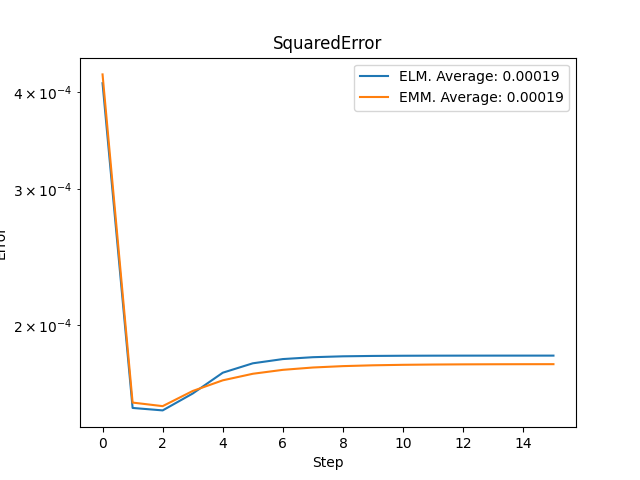 SquaredError
ELM. Average: 0.00019
EMM. Average: 0.00019
4 × 10⁻⁴
3 × 10⁻⁴
2 × 10⁻⁴
Error
0 2 4 6 8 10 12 14
Step